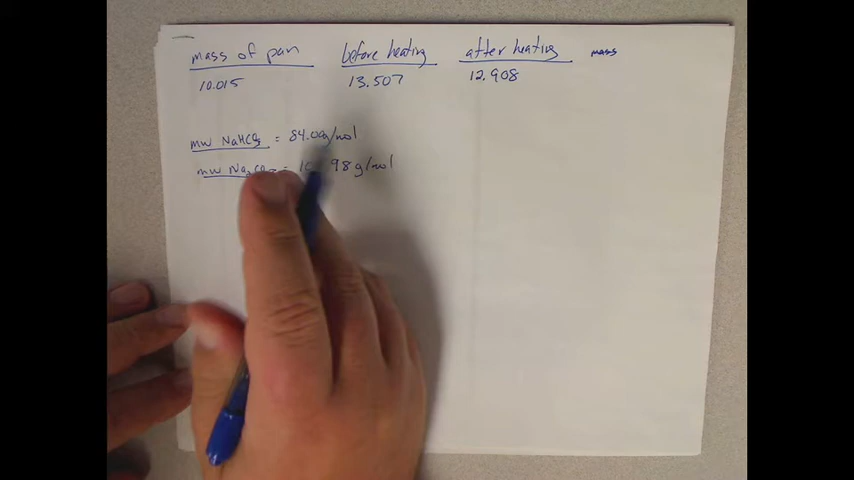 mass of pan before heating after heating mass
10.015 13.507 12.908
mw NaHCO₃ = 84.0 g/mol
mw Na₂CO₃ = 98 g/mol